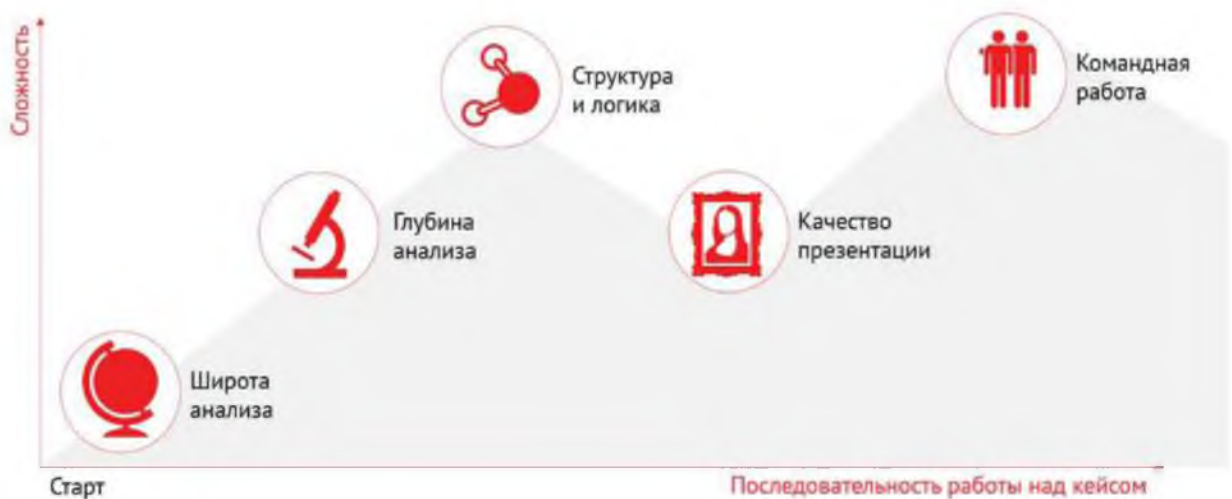 Сложность
Структура
и логика
Командная
работа
Глубина
анализа
Качество
презентации
Широта
анализа
Старт
Последовательность работы над кейсом